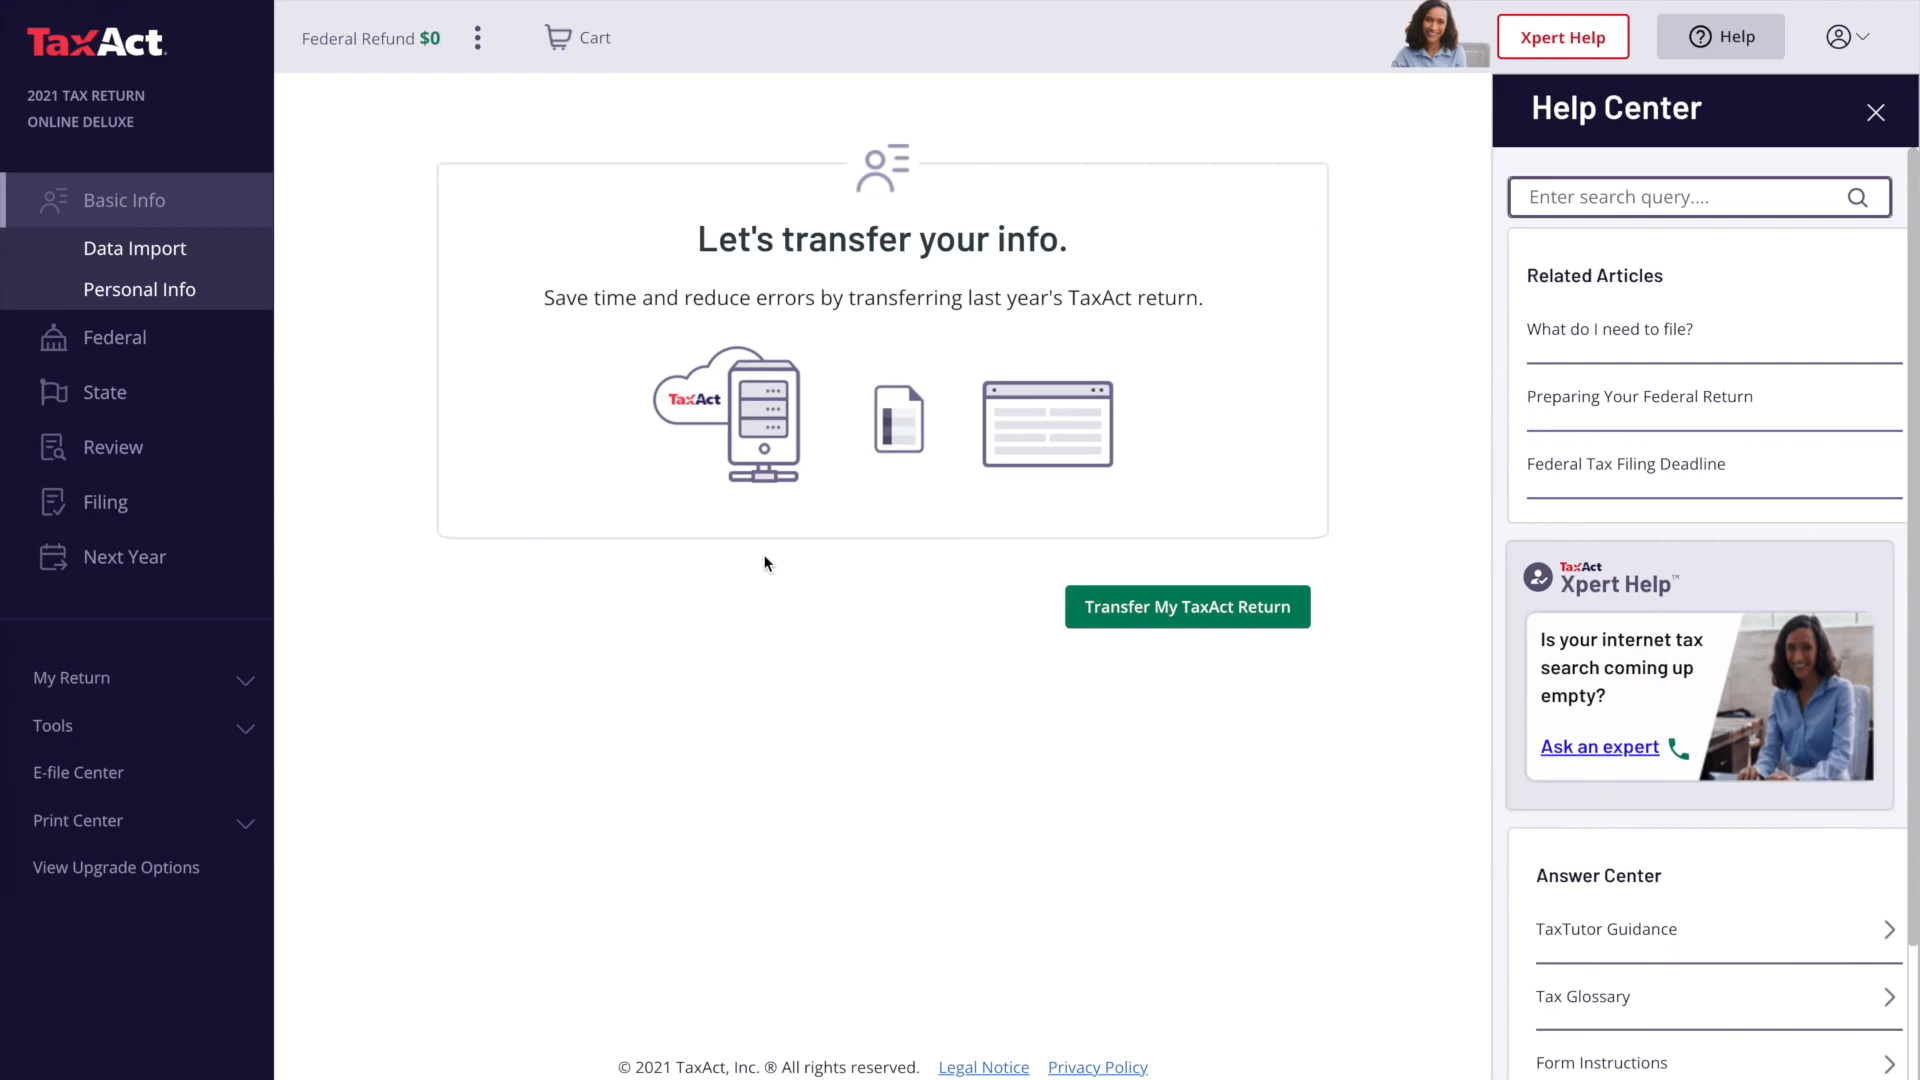 TaxAct.
2021 TAX RETURN
ONLINE DELUXE
Basic Info
Data Import
Personal Info
Federal
State
Review
Filing
Next Year
My Return
Tools
E-file Center
Print Center
View Upgrade Options
Federal Refund $0
Cart
Xpert Help
Help
Let's transfer your info.
Save time and reduce errors by transferring last year's TaxAct return.
TaxAct
Transfer My TaxAct Return
© 2021 TaxAct, Inc. ® All rights reserved. Legal Notice Privacy Policy
Help Center
Enter search query....
Related Articles
What do I need to file?
Preparing Your Federal Return
Federal Tax Filing Deadline
TaxAct
Xpert Help™
Is your internet tax
search coming up
empty?
Ask an expert
Answer Center
TaxTutor Guidance
Tax Glossary
Form Instructions